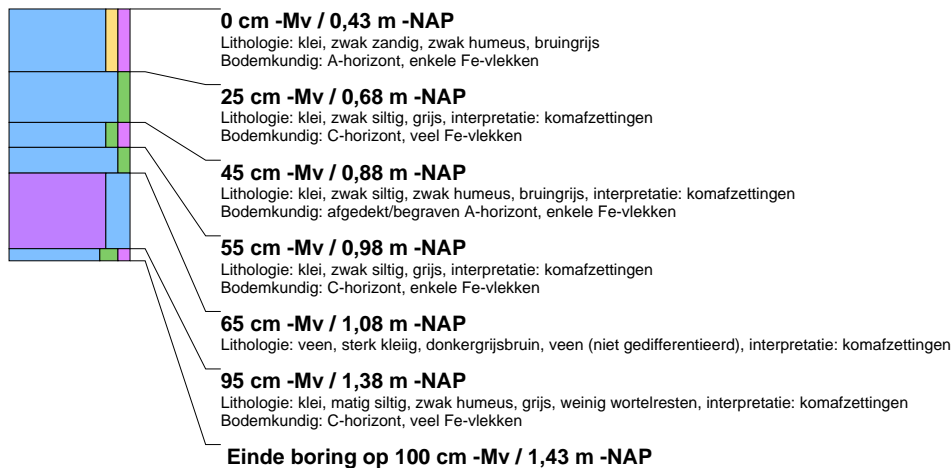 0 cm -Mv / 0,43 m -NAP
Lithologie: klei, zwak zandig, zwak humeus, bruingrijs
Bodemkundig: A-horizont, enkele Fe-vlekken
25 cm -Mv / 0,68 m -NAP
Lithologie: klei, zwak siltig, grijs, interpretatie: komafzettingen
Bodemkundig: C-horizont, veel Fe-vlekken
45 cm -Mv / 0,88 m -NAP
Lithologie: klei, zwak siltig, zwak humeus, bruingrijs, interpretatie: komafzettingen
Bodemkundig: afgedekt/begraven A-horizont, enkele Fe-vlekken
55 cm -Mv / 0,98 m -NAP
Lithologie: klei, zwak siltig, grijs, interpretatie: komafzettingen
Bodemkundig: C-horizont, enkele Fe-vlekken
65 cm -Mv / 1,08 m -NAP
Lithologie: veen, sterk kleiig, donkergrijsbruin, veen (niet gedifferentieerd), interpretatie: komafzettingen
95 cm -Mv / 1,38 m -NAP
Lithologie: klei, matig siltig, zwak humeus, grijs, weinig wortelresten, interpretatie: komafzettingen
Bodemkundig: C-horizont, veel Fe-vlekken
Einde boring op 100 cm -Mv / 1,43 m -NAP